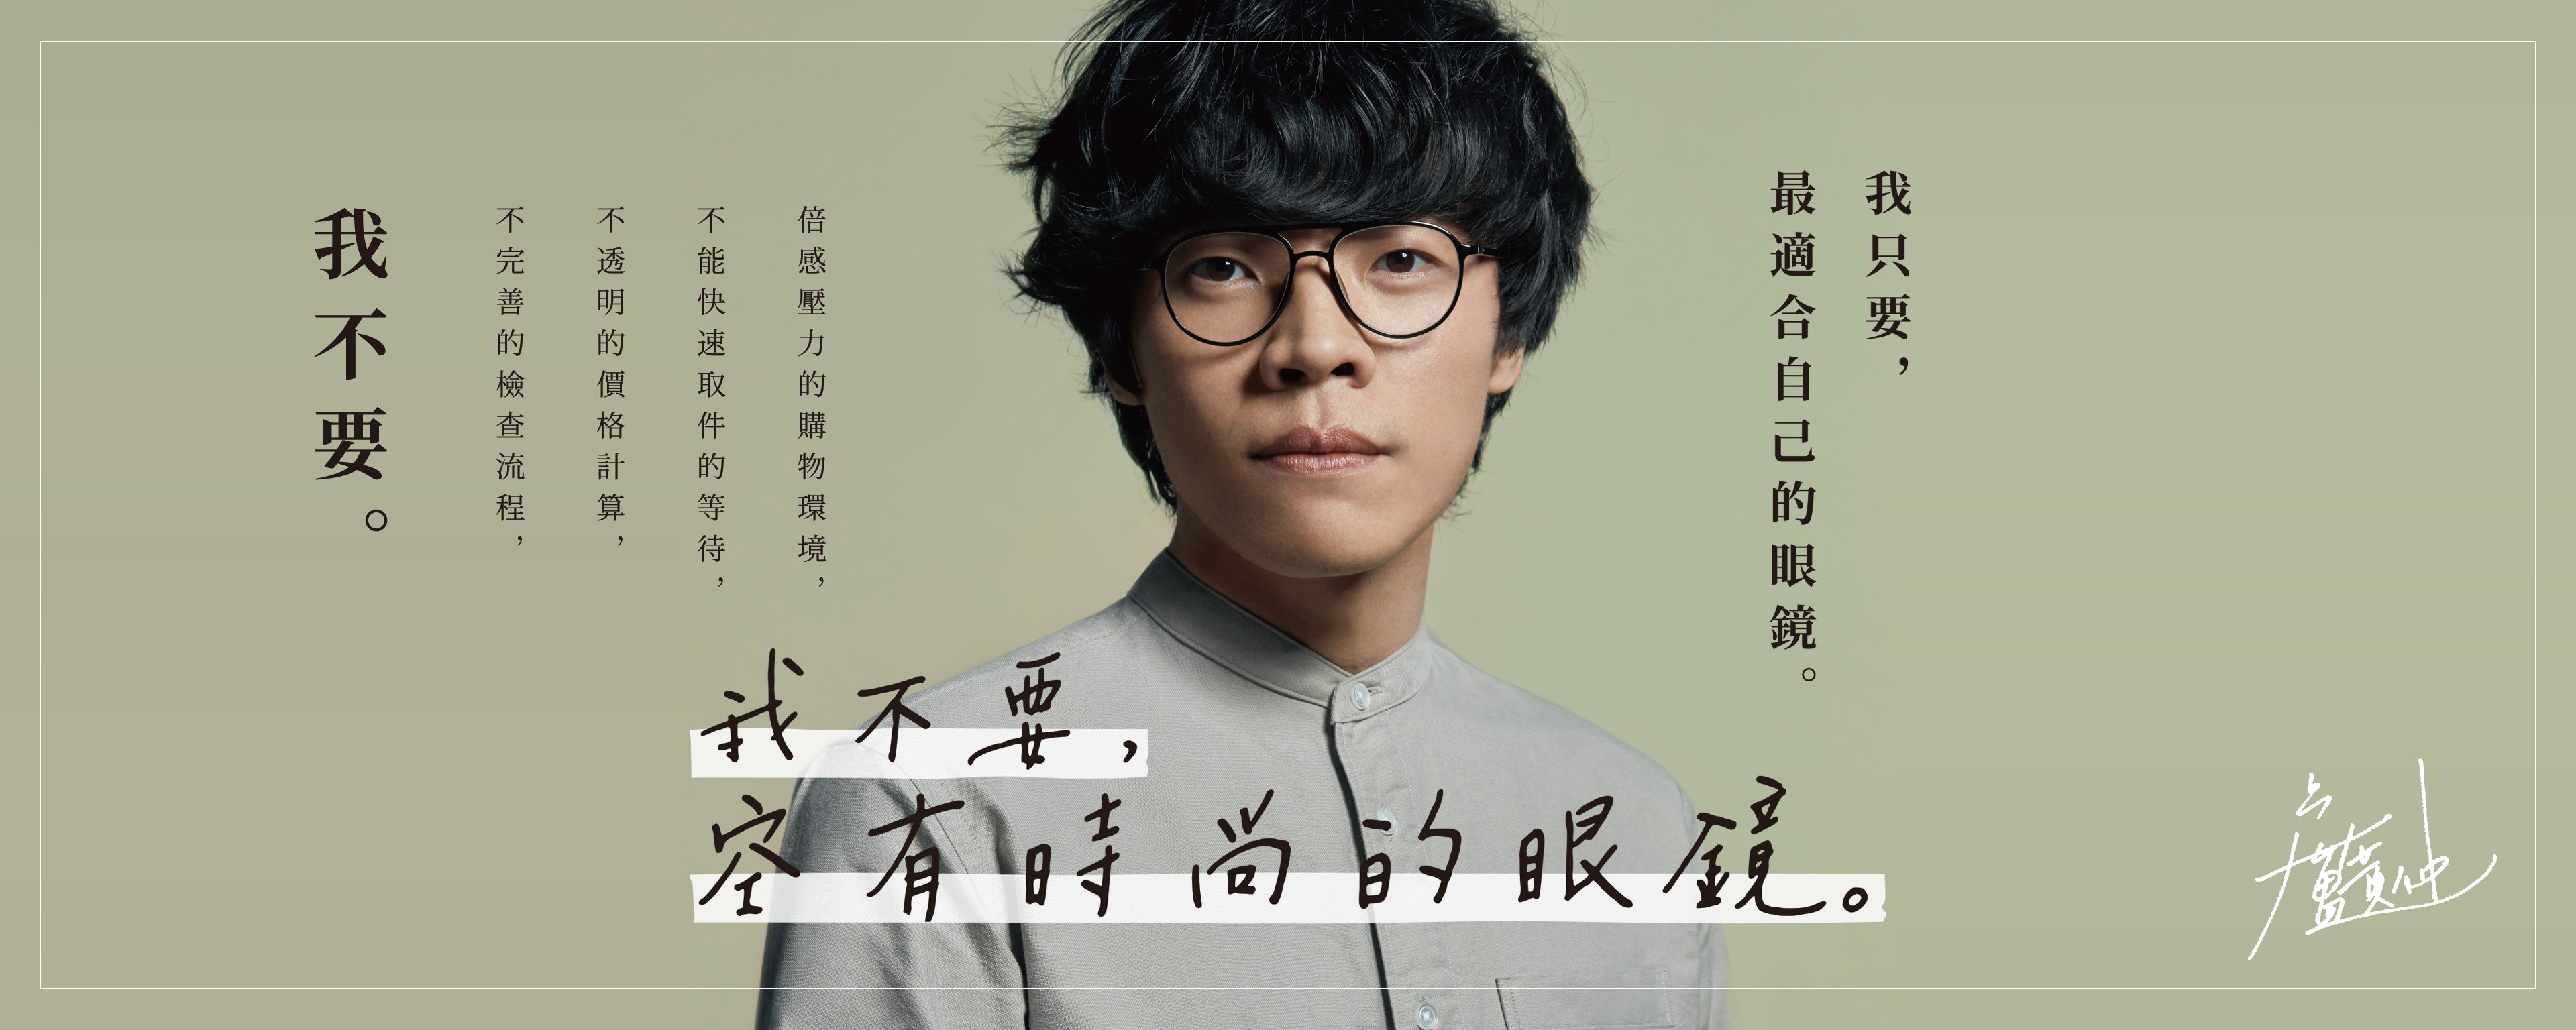 我只要，
最適合自己的眼鏡。
倍感壓力的購物環境，
不能快速取件的等待，
不透明的價格計算，
不完善的檢查流程，
我不要。
我不要，
空有時尚的眼鏡。
盧廣仲